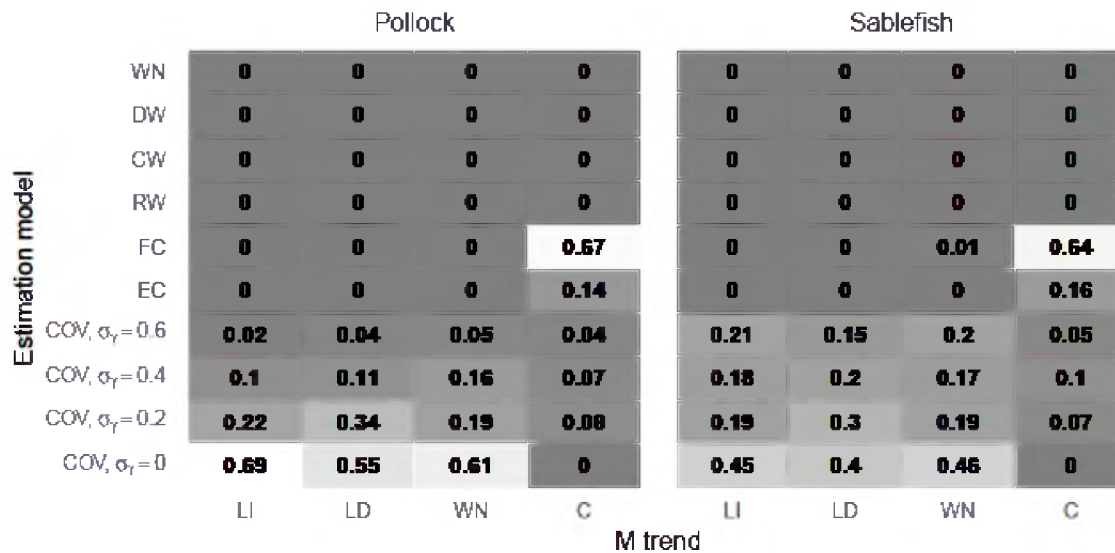 Pollock Sablefish
WN 0 0 0 0 0 0 0 0
DW 0 0 0 0 0 0 0 0
CW 0 0 0 0 0 0 0 0
RW 0 0 0 0 0 0 0 0
FC 0 0 0 0.67 0 0 0.01 0.64
EC 0 0 0 0.14 0 0 0 0.16
COV, σᵧ = 0.6 0.02 0.04 0.05 0.04 0.21 0.15 0.2 0.05
COV, σᵧ = 0.4 0.1 0.11 0.16 0.07 0.18 0.2 0.17 0.1
COV, σᵧ = 0.2 0.22 0.34 0.19 0.08 0.19 0.3 0.19 0.07
COV, σᵧ = 0 0.69 0.55 0.61 0 0.45 0.4 0.46 0
LI LD WN C LI LD WN C
M trend
Estimation model